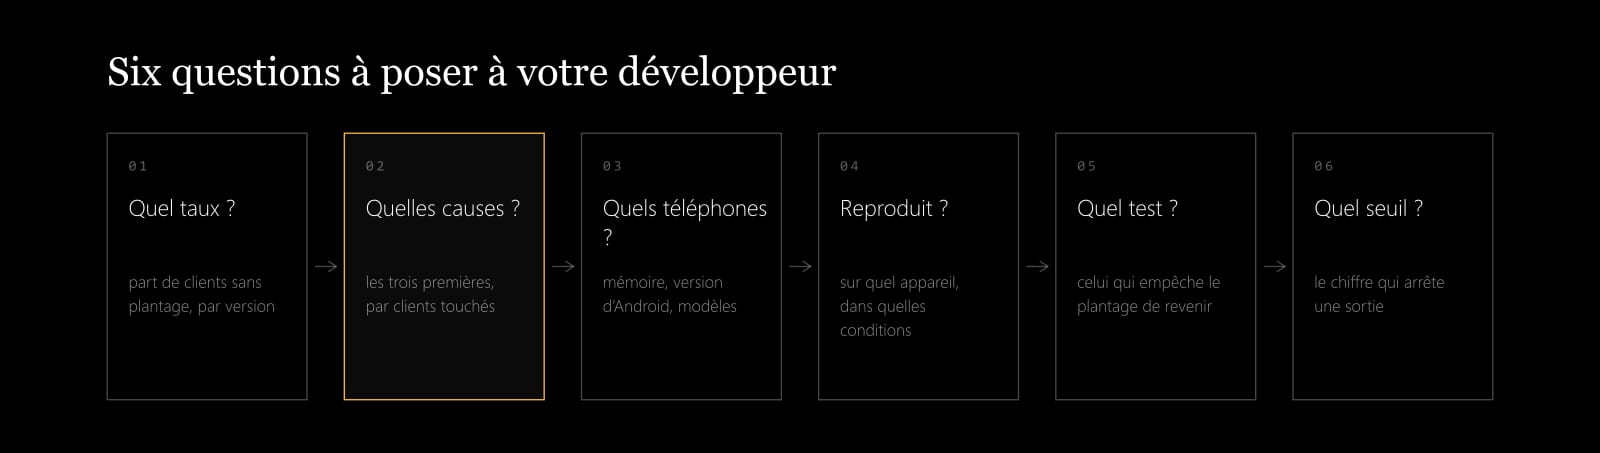 Six questions à poser à votre développeur
01
Quel taux ?
part de clients sans
plantage, par version
02
Quelles causes ?
les trois premières,
par clients touchés
03
Quels téléphones
?
mémoire, version
d’Android, modèles
04
Reproduit ?
sur quel appareil,
dans quelles
conditions
05
Quel test ?
celui qui empêche le
plantage de revenir
06
Quel seuil ?
le chiffre qui arrête
une sortie